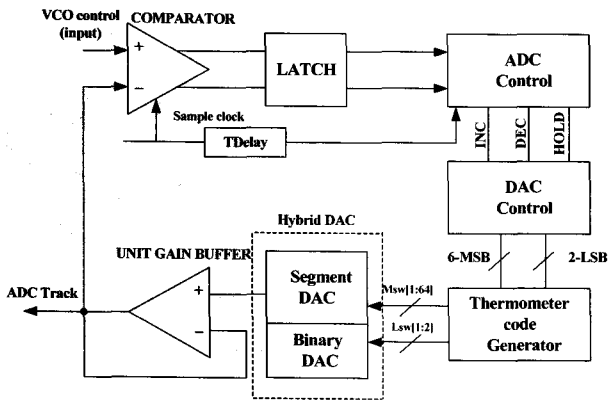 VCO control
(input)
COMPARATOR
+
−
LATCH
ADC
Control
Sample clock
TDelay
INC
DEC
HOLD
DAC
Control
Hybrid DAC
6-MSB
2-LSB
UNIT GAIN BUFFER
Segment
DAC
Msw[1:64]
ADC Track
+
−
Lsw[1:2]
Binary
DAC
Thermometer
code
Generator